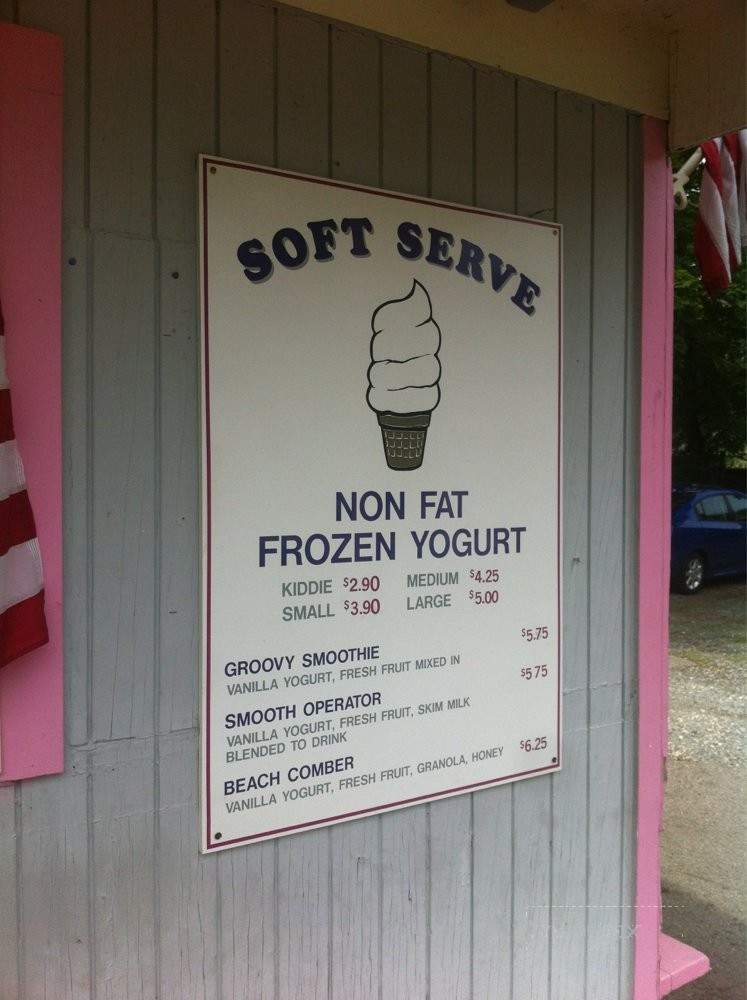 SOFT SERVE
NON FAT
FROZEN YOGURT
KIDDIE $2.90 MEDIUM $4.25
SMALL $3.90 LARGE $5.00
GROOVY SMOOTHIE $5.75
VANILLA YOGURT, FRESH FRUIT MIXED IN
SMOOTH OPERATOR $5.75
VANILLA YOGURT, FRESH FRUIT, SKIM MILK
BLENDED TO DRINK
BEACH COMBER $6.25
VANILLA YOGURT, FRESH FRUIT, GRANOLA, HONEY